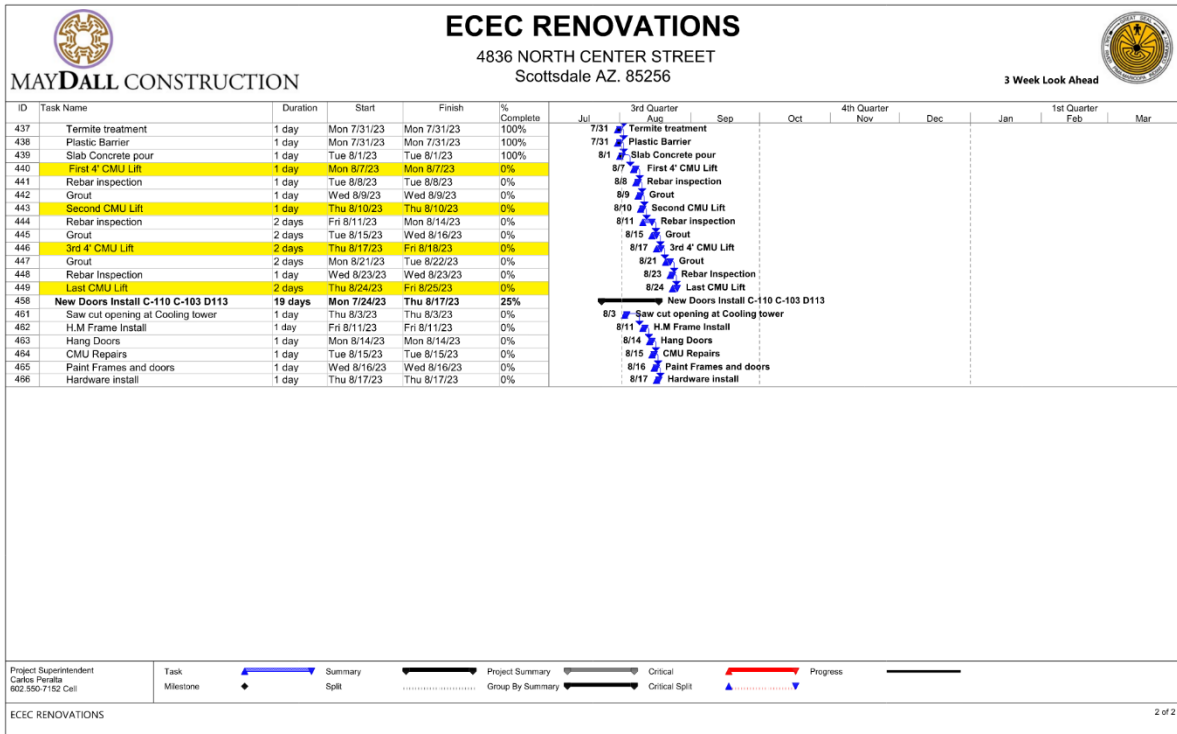 ECEC RENOVATIONS
4836 NORTH CENTER STREET
Scottsdale AZ. 85256
MAYDALL CONSTRUCTION
3 Week Look Ahead
ID Task Name Duration Start Finish % Complete 3rd Quarter 4th Quarter 1st Quarter
Jul Aug Sep Oct Nov Dec Jan Feb Mar
437 Termite treatment 1 day Mon 7/31/23 Mon 7/31/23 100% 7/31 Termite treatment
438 Plastic Barrier 1 day Mon 7/31/23 Mon 7/31/23 100% 7/31 Plastic Barrier
439 Slab Concrete pour 1 day Tue 8/1/23 Tue 8/1/23 100% 8/1 Slab Concrete pour
440 First 4' CMU Lift 1 day Mon 8/7/23 Mon 8/7/23 0% 8/7 First 4' CMU Lift
441 Rebar inspection 1 day Tue 8/8/23 Tue 8/8/23 0% 8/8 Rebar inspection
442 Grout 1 day Wed 8/9/23 Wed 8/9/23 0% 8/9 Grout
443 Second CMU Lift 1 day Thu 8/10/23 Thu 8/10/23 0% 8/10 Second CMU Lift
444 Rebar inspection 2 days Fri 8/11/23 Mon 8/14/23 0% 8/11 Rebar inspection
445 Grout 2 days Tue 8/15/23 Wed 8/16/23 0% 8/15 Grout
446 3rd 4' CMU Lift 2 days Thu 8/17/23 Fri 8/18/23 0% 8/17 3rd 4' CMU Lift
447 Grout 2 days Mon 8/21/23 Tue 8/22/23 0% 8/21 Grout
448 Rebar Inspection 1 day Wed 8/23/23 Wed 8/23/23 0% 8/23 Rebar Inspection
449 Last CMU Lift 2 days Thu 8/24/23 Fri 8/25/23 0% 8/24 Last CMU Lift
458 New Doors Install C-110 C-103 D113 19 days Mon 7/24/23 Thu 8/17/23 25% New Doors Install C-110 C-103 D113
461 Saw cut opening at Cooling tower 1 day Thu 8/3/23 Thu 8/3/23 0% 8/3 Saw cut opening at Cooling tower
462 H.M Frame Install 1 day Fri 8/11/23 Fri 8/11/23 0% 8/11 H.M Frame Install
463 Hang Doors 1 day Mon 8/14/23 Mon 8/14/23 0% 8/14 Hang Doors
464 CMU Repairs 1 day Tue 8/15/23 Tue 8/15/23 0% 8/15 CMU Repairs
465 Paint Frames and doors 1 day Wed 8/16/23 Wed 8/16/23 0% 8/16 Paint Frames and doors
466 Hardware install 1 day Thu 8/17/23 Thu 8/17/23 0% 8/17 Hardware install
Project Superintendent
Carlos Peralta
602.550-7152 Cell
Task Summary Project Summary Critical Progress
Milestone Split Group By Summary Critical Split
ECEC RENOVATIONS
2 of 2